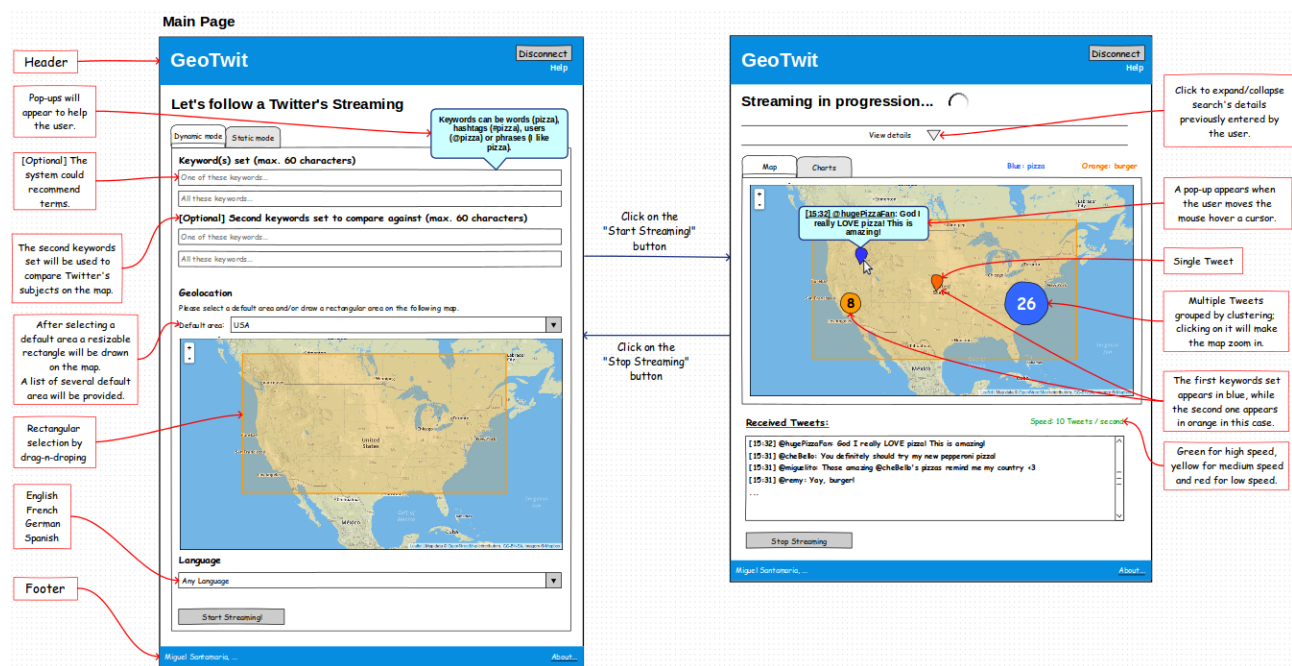 Main Page
Header
Pop-ups will
appear to help
the user.
[Optional] The
system could
recommend
terms.
The second keywords
set will be used to
compare Twitter's
subjects on the map.
After selecting a
default area a resizable
rectangle will be drawn
on the map.
A list of several default
area will be provided.
Rectangular
selection by
drag-n-droping
English
French
German
Spanish
Footer
GeoTwit
Disconnect
Help
Let's follow a Twitter's Streaming
Keywords can be words (pizza),
hashtags (#pizza), users
(@pizza) or phrases (I like
pizza).
Dynamic mode
Static mode
Keyword(s) set (max. 60 characters)
One of these keywords...
All these keywords...
[Optional] Second keywords set to compare against (max. 60 characters)
One of these keywords...
All these keywords...
Geolocation
Please select a default area and/or draw a rectangular area on the following map.
Default area:
USA
+
-
United
States
Chicago
Toronto
México
Language
Any Language
Start Streaming!
Miguel Santamaria, ...
About...
Click on the
"Start Streaming!"
button
Click on the
"Stop Streaming"
button
GeoTwit
Disconnect
Help
Streaming in progression...
View details
Map
Charts
Blue: pizza
Orange: burger
+
-
[15:32] @hugePizzaFan: God I
really LOVE pizza! This is
amazing!
8
26
Chicago
México
Received Tweets:
Speed: 10 Tweets / second
[15:32] @hugePizzaFan: God I really LOVE pizza! This is amazing!
[15:31] @cheBello: You definitely should try my new pepperoni pizza!
[15:31] @miguelito: Those amazing @cheBello's pizzas remind me my country <3
[15:31] @remy: Yay, burger!
...
Stop Streaming
Miguel Santamaria, ...
About...
Click to expand/collapse
search's details
previously entered by
the user.
A pop-up appears when
the user moves the
mouse hover a cursor.
Single Tweet
Multiple Tweets
grouped by clustering;
clicking on it will make
the map zoom in.
The first keywords set
appears in blue, while
the second one appears
in orange in this case.
Green for high speed,
yellow for medium speed
and red for low speed.